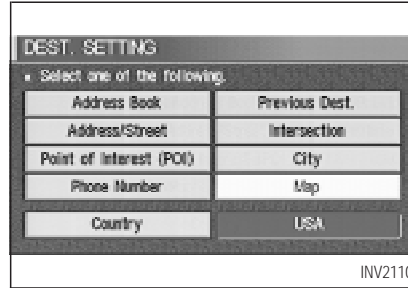 DEST. SETTING
• Select one of the following.
Address Book Previous Dest.
Address/Street Intersection
Point of Interest (POI) City
Phone Number Map
Country USA
INV2110